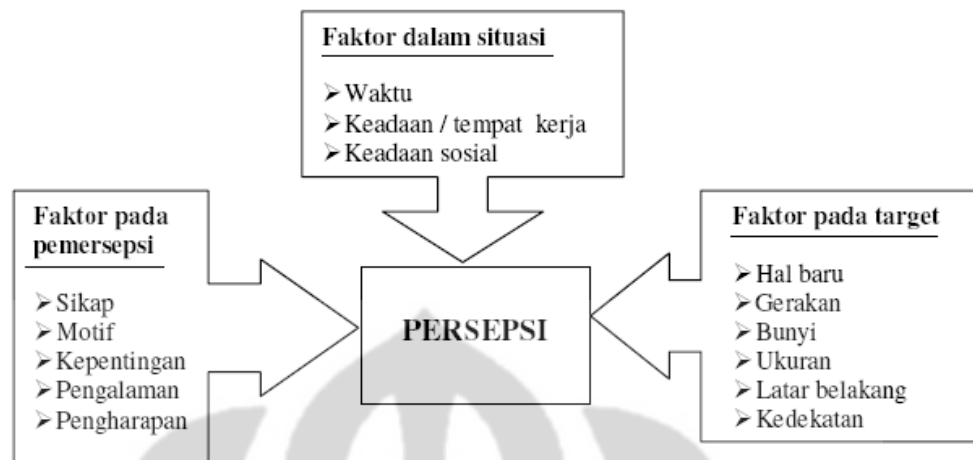 Faktor dalam situasi
➢ Waktu
➢ Keadaan / tempat kerja
➢ Keadaan sosial
Faktor pada
pemersepsi
➢ Sikap
➢ Motif
➢ Kepentingan
➢ Pengalaman
➢ Pengharapan
PERSEPSI
Faktor pada target
➢ Hal baru
➢ Gerakan
➢ Bunyi
➢ Ukuran
➢ Latar belakang
➢ Kedekatan